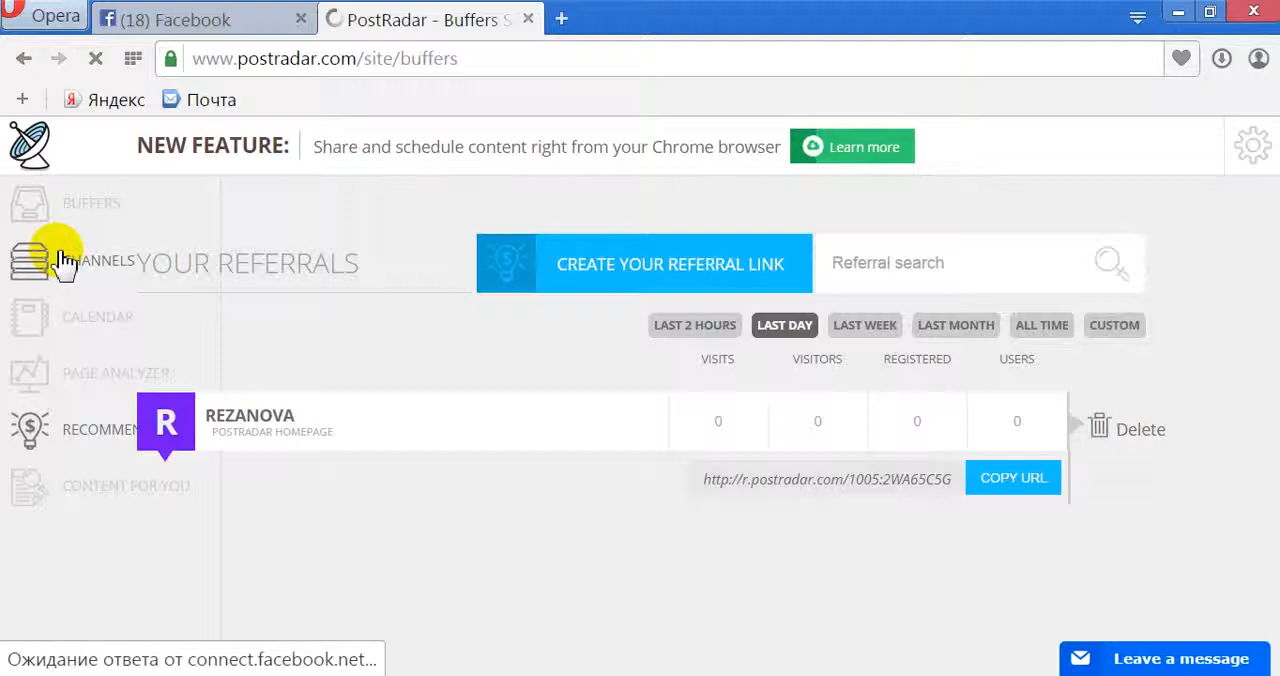 Opera
(18) Facebook
PostRadar - Buffers S
www.postradar.com/site/buffers
Яндекс
Почта
NEW FEATURE:
Share and schedule content right from your Chrome browser
Learn more
BUFFERS
CHANNELS
CALENDAR
PAGE ANALYZER
RECOMMEN
CONTENT FOR YOU
YOUR REFERRALS
CREATE YOUR REFERRAL LINK
Referral search
LAST 2 HOURS
LAST DAY
LAST WEEK
LAST MONTH
ALL TIME
CUSTOM
VISITS
VISITORS
REGISTERED
USERS
R
REZANOVA
POSTRADAR HOMEPAGE
0
0
0
0
Delete
http://r.postradar.com/1005:2WA65C5G
COPY URL
Ожидание ответа от connect.facebook.net...
Leave a message